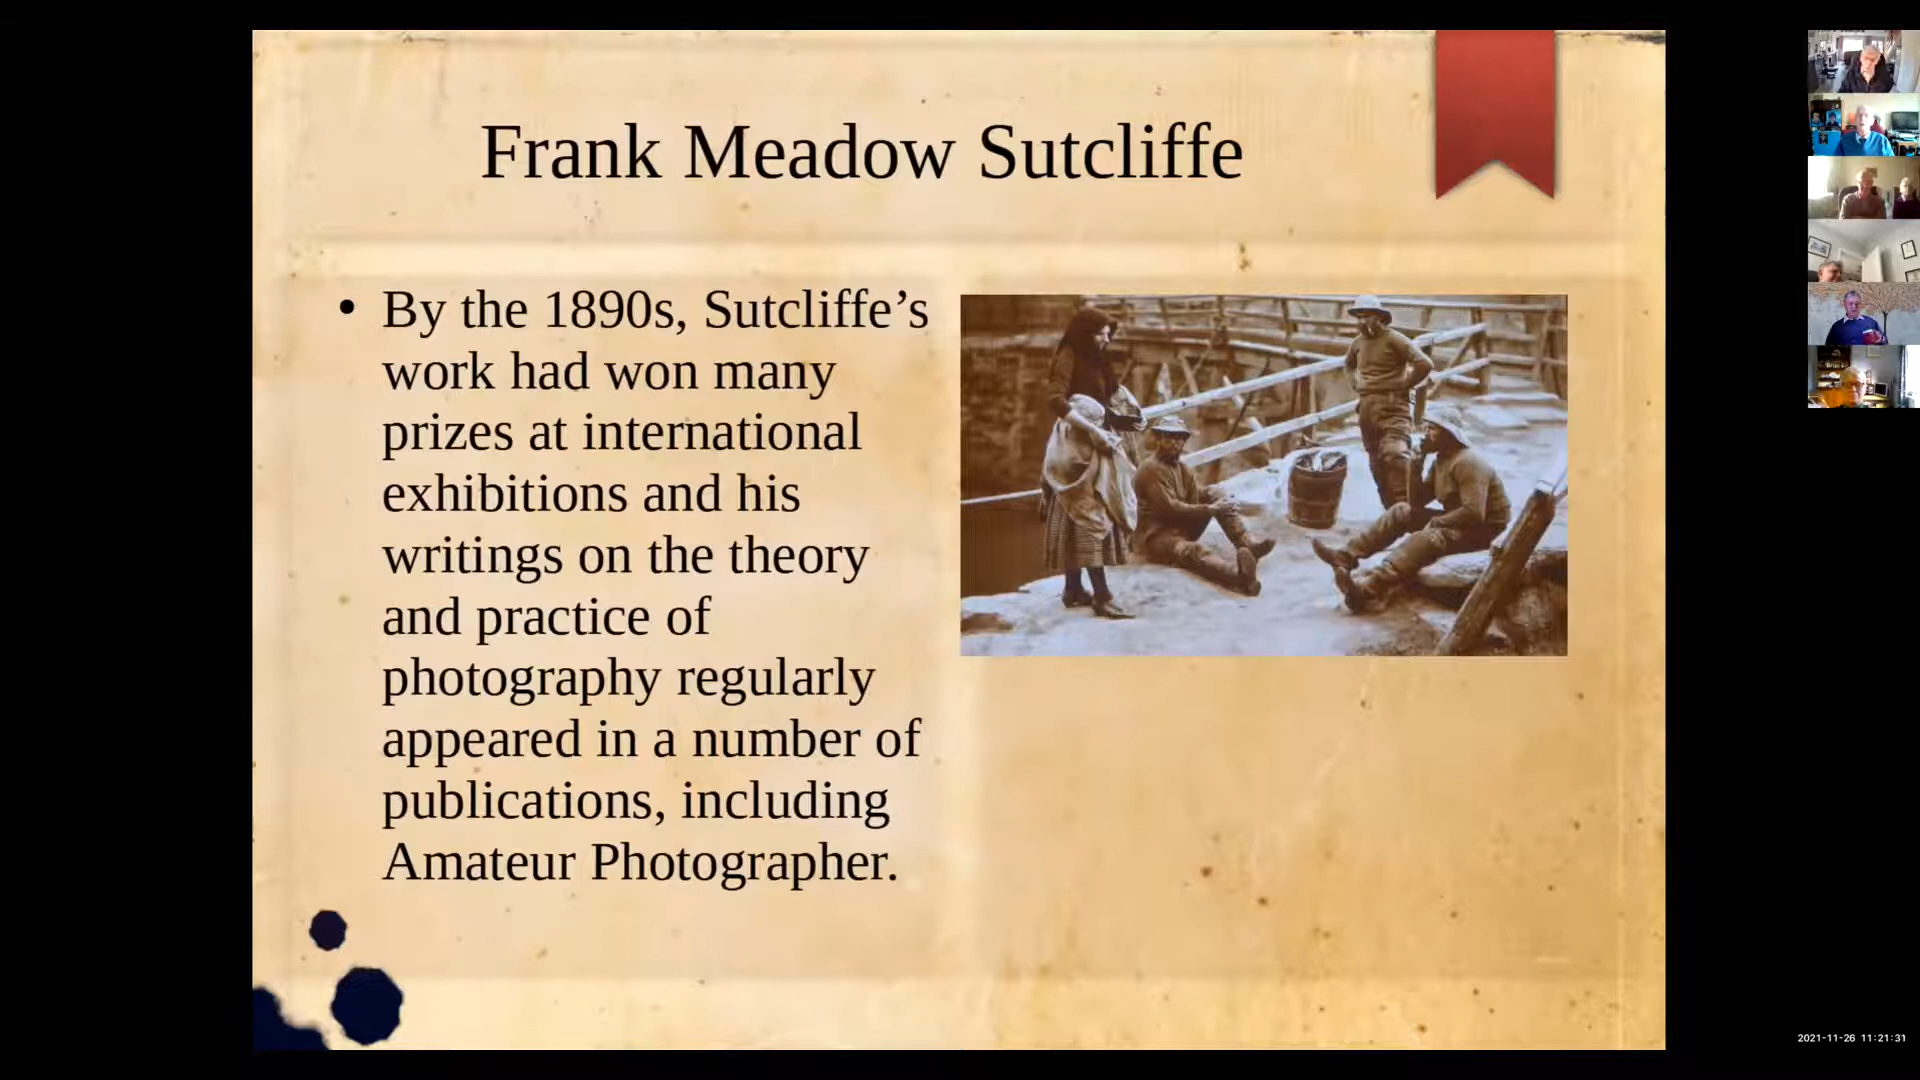 Frank Meadow Sutcliffe
• By the 1890s, Sutcliffe’s
work had won many
prizes at international
exhibitions and his
writings on the theory
and practice of
photography regularly
appeared in a number of
publications, including
Amateur Photographer.
2021-11-26 11:21:31